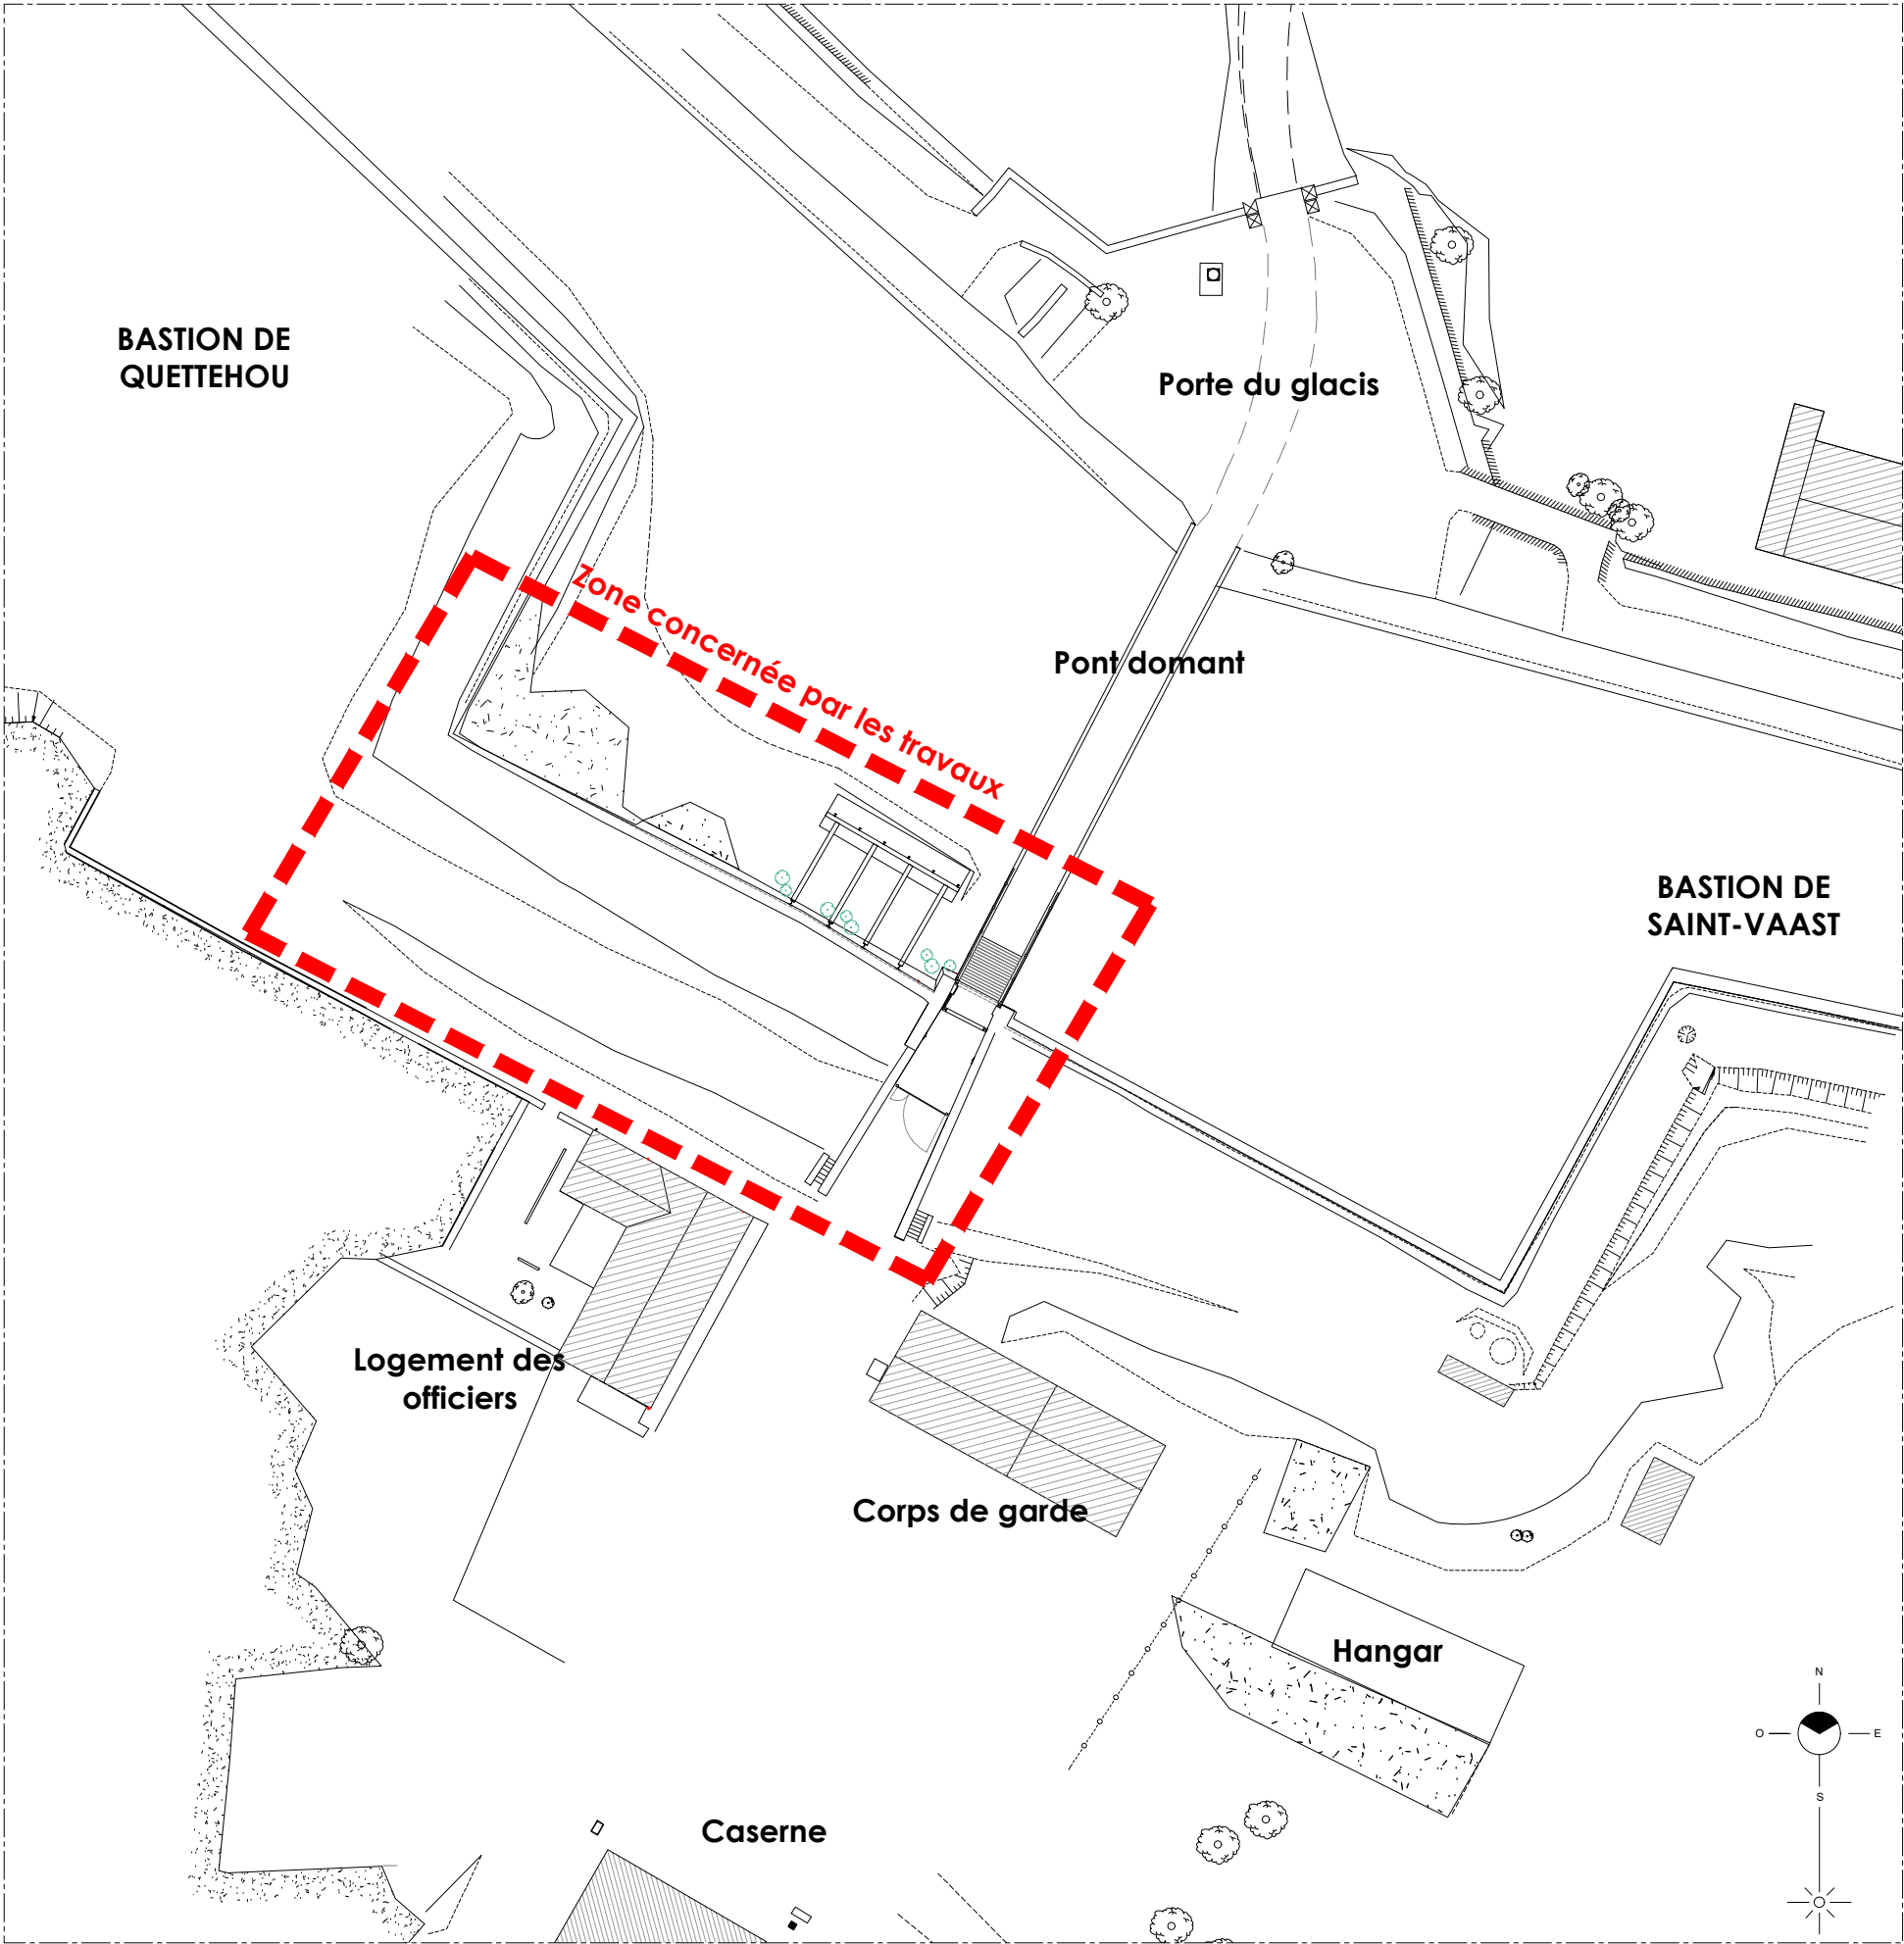 BASTION DE
QUETTEHOU
Porte du glacis
Zone concernée par les travaux
Pont domant
BASTION DE
SAINT-VAAST
Logement des
officiers
Corps de garde
Hangar
Caserne
N
O
E
S